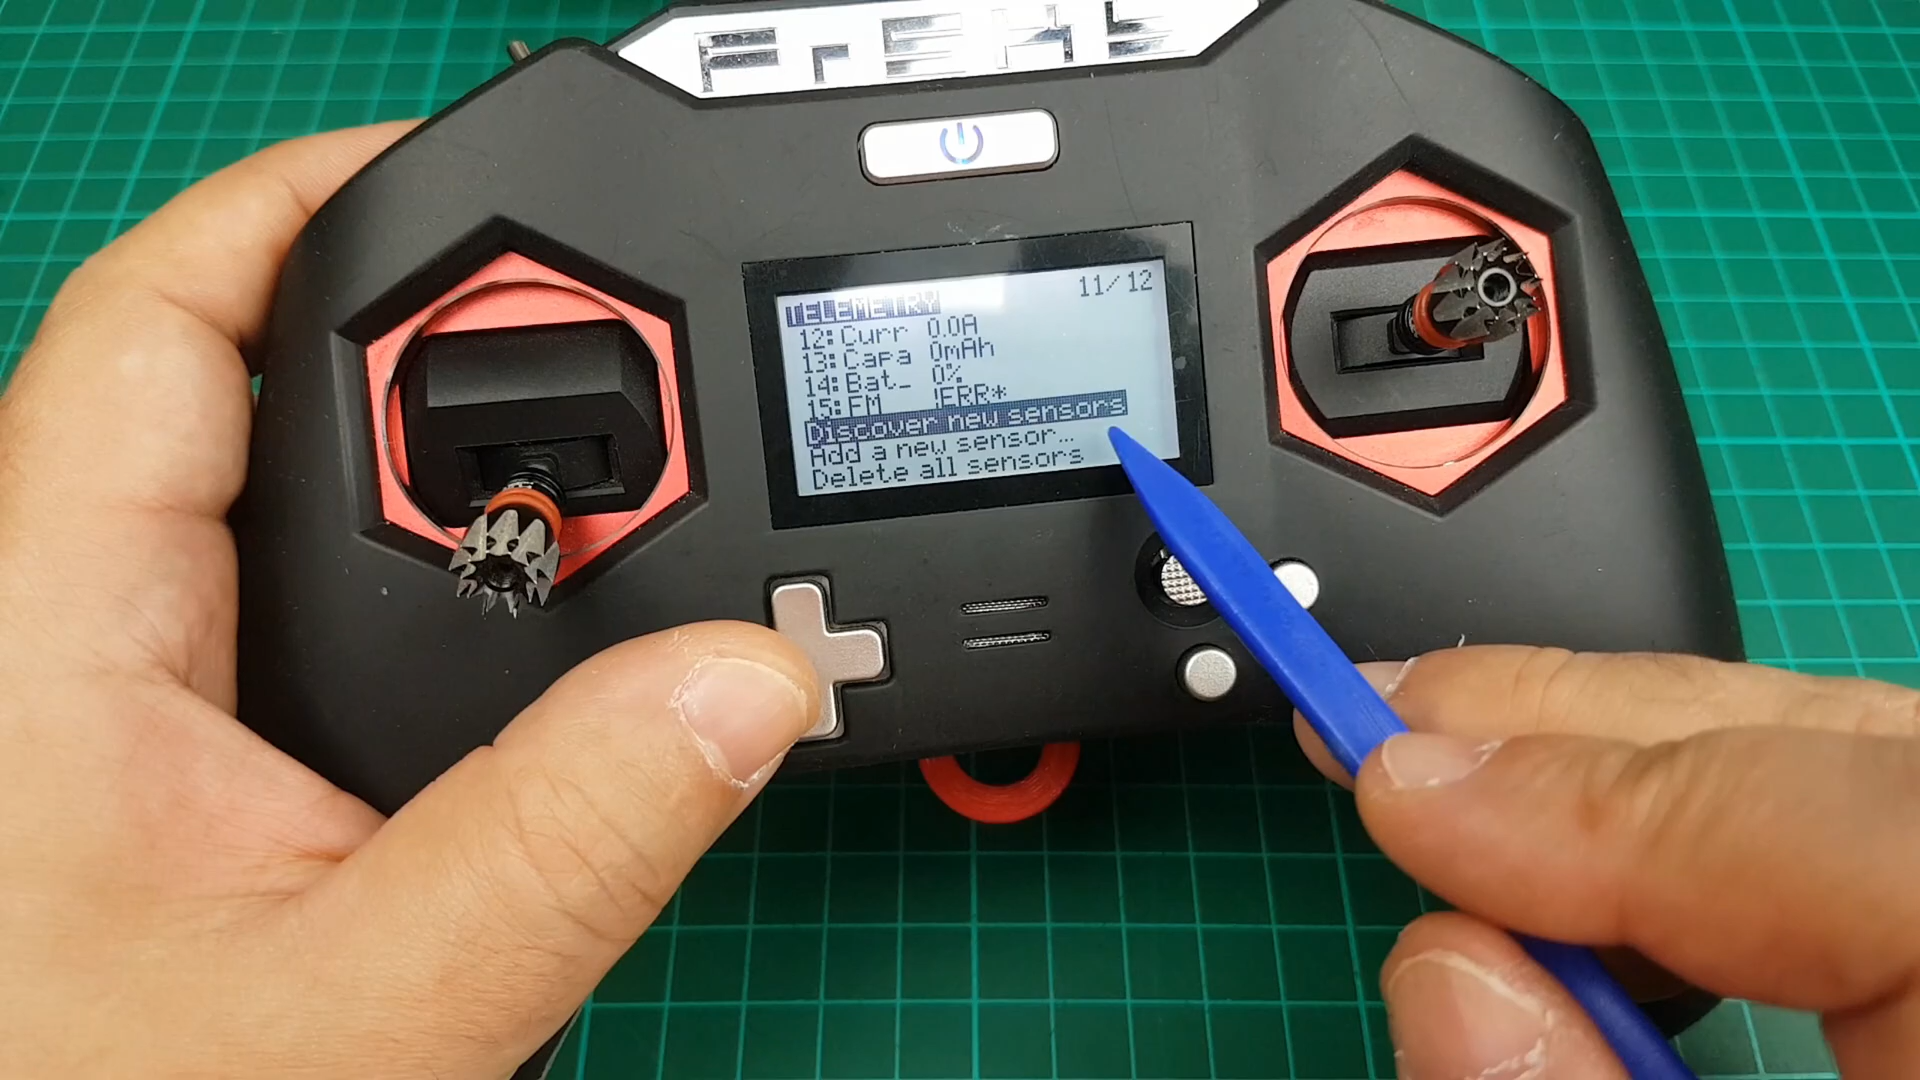 FrSKY
TELEMETRY 11/12
12:Curr 0.0A
13:Capa 0mAh
14:Bat_ 0%
15:FM !ERR*
Discover new sensors
Add a new sensor...
Delete all sensors